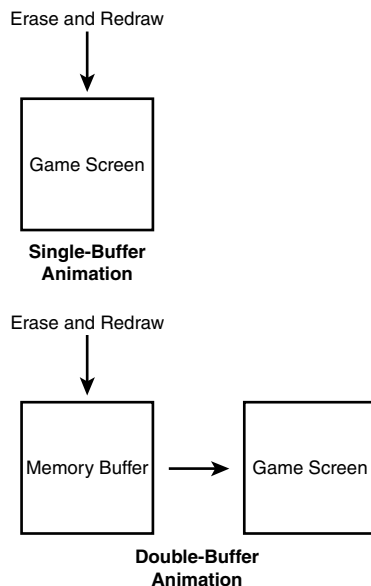 Erase and Redraw
Game Screen
Single-Buffer
Animation
Erase and Redraw
Memory Buffer
Game Screen
Double-Buffer
Animation